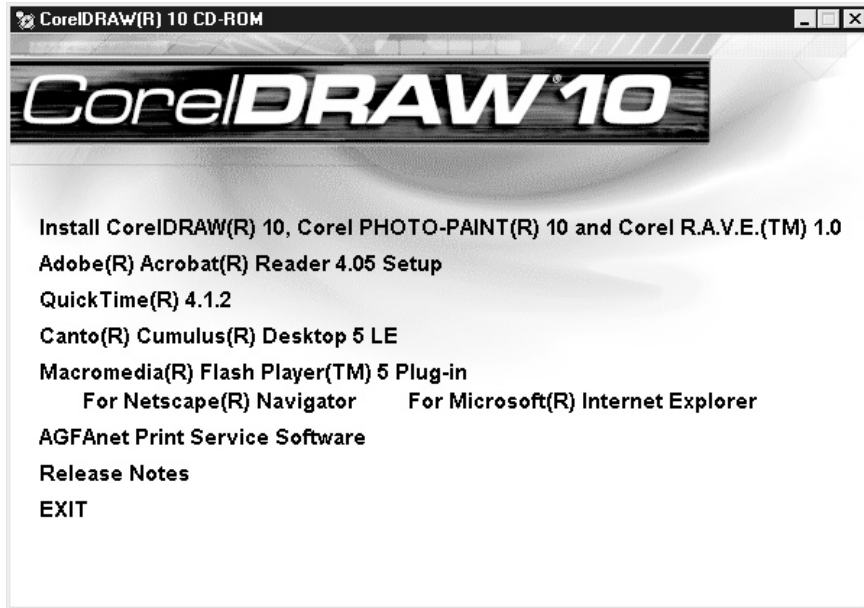 CorelDRAW(R) 10 CD-ROM
CorelDRAW® 10
Install CorelDRAW(R) 10, Corel PHOTO-PAINT(R) 10 and Corel R.A.V.E.(TM) 1.0
Adobe(R) Acrobat(R) Reader 4.05 Setup
QuickTime(R) 4.1.2
Canto(R) Cumulus(R) Desktop 5 LE
Macromedia(R) Flash Player(TM) 5 Plug-in
For Netscape(R) Navigator For Microsoft(R) Internet Explorer
AGFAnet Print Service Software
Release Notes
EXIT